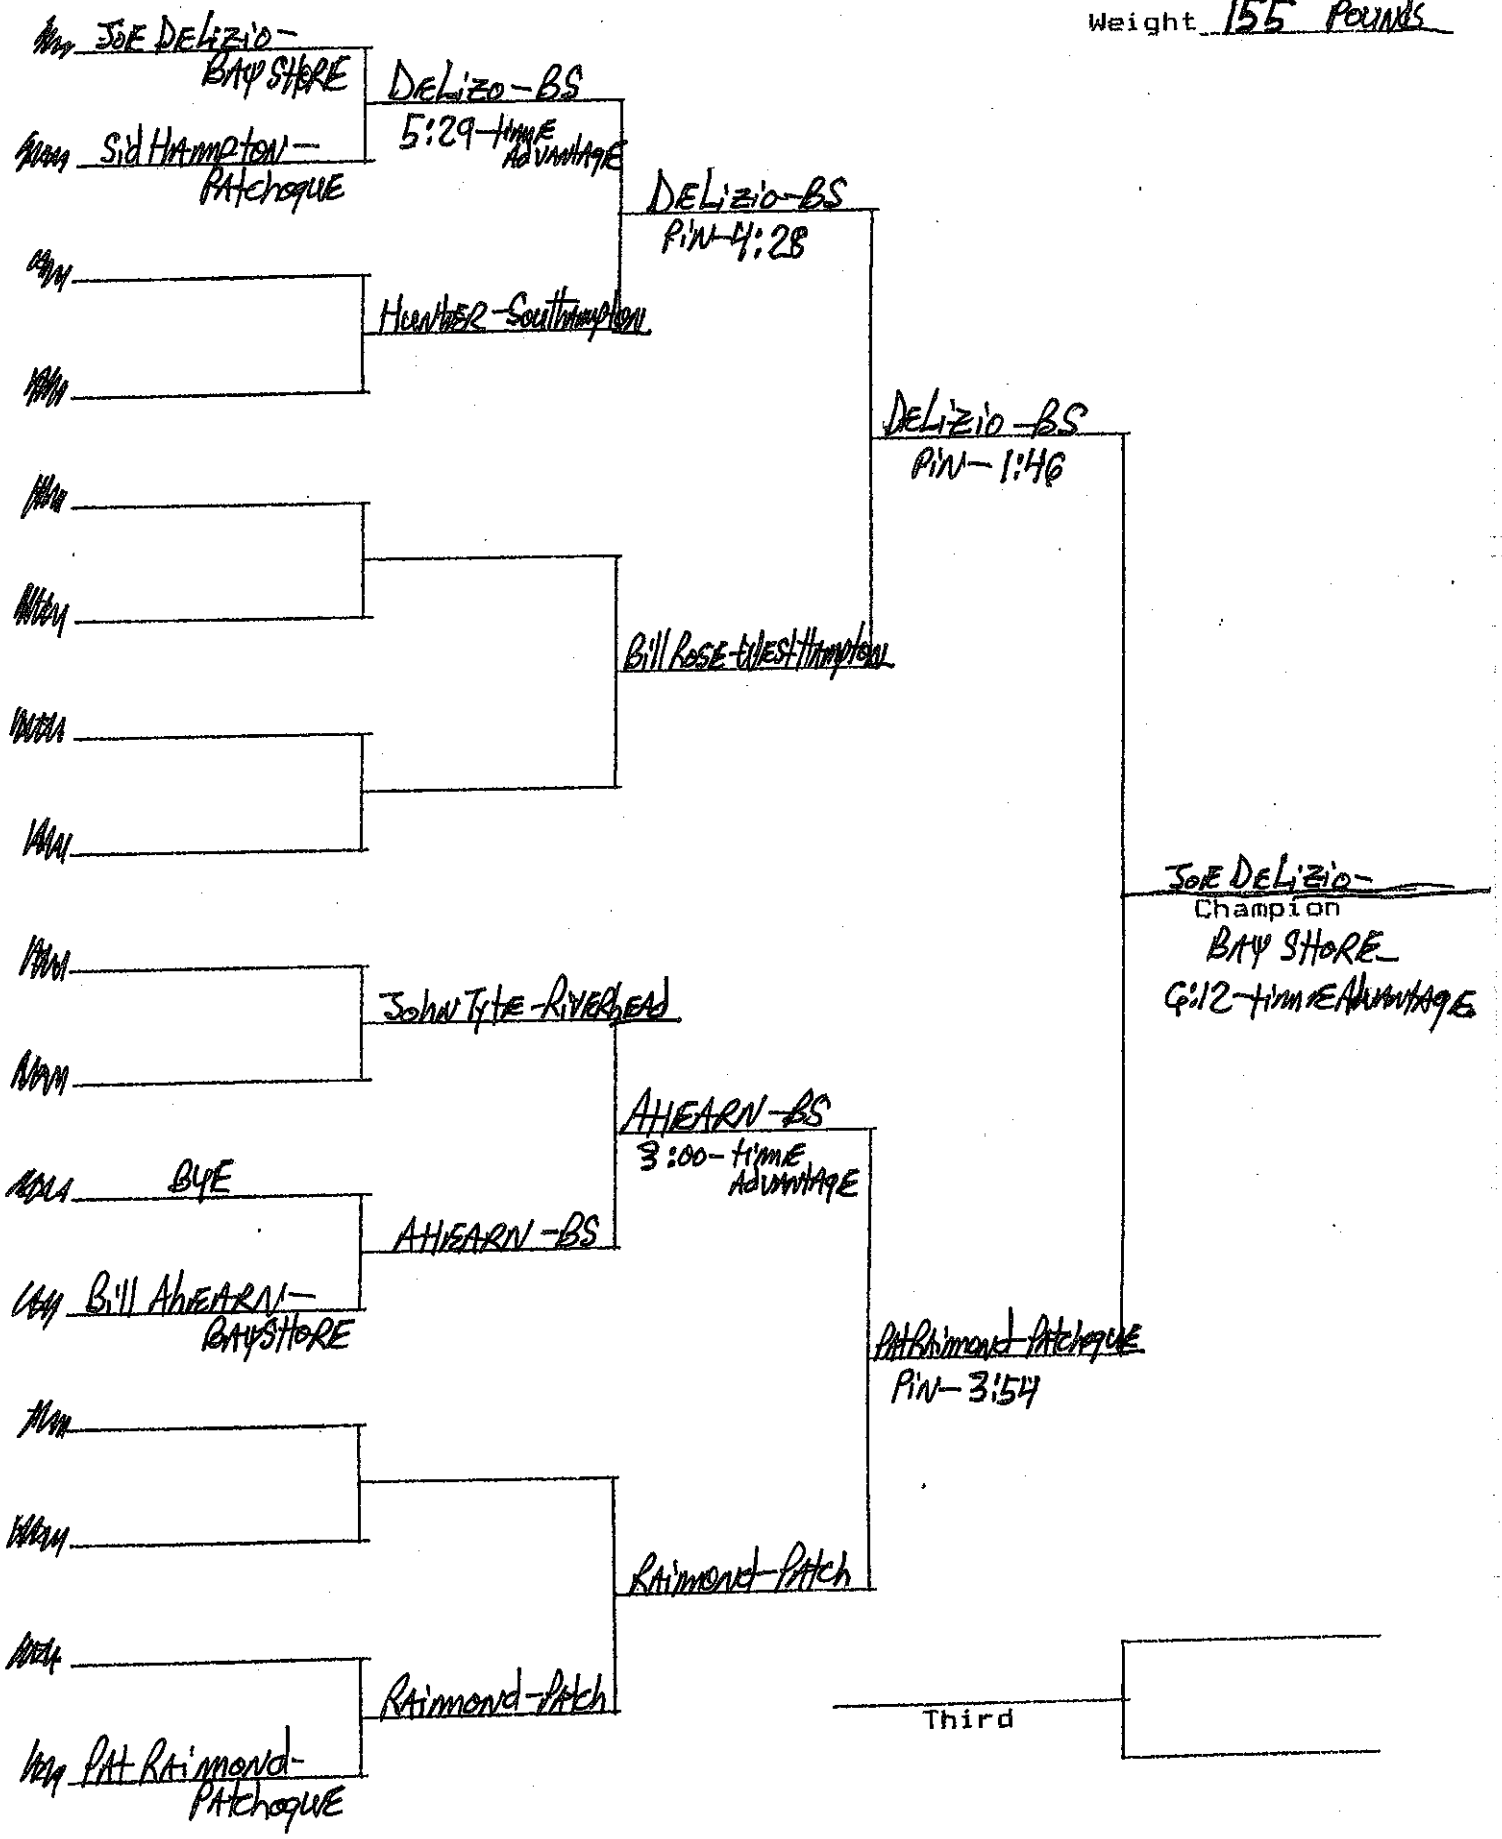 Weight 155 POUNDS
JOE DELIZIO-
BAY SHORE
DELIZO-BS
5:29-time
AdvANtAgE
Sid HAmptoN-
PAtchogUE
DELIZIO-BS
PIN-4:28
HUNTER-SouthAmptoN
DELIZIO-BS
PIN-1:46
Bill RosE-WEStHAmptoN
JOE DELIZIO-
Champion
BAY SHORE
6:12-timE AdvANtAgE
JohN TytE-RIVERhEAd
AHEARN-BS
3:00-timE
AdvANtAgE
BYE
AHEARN-BS
Bill AhEARN-
BAYSHORE
PAt RAimoNd-PAtchogUE
PIN-3:54
RAimoNd-PAtch
RAimoNd-PAtch
Third
PAt RAimoNd-
PAtchogUE